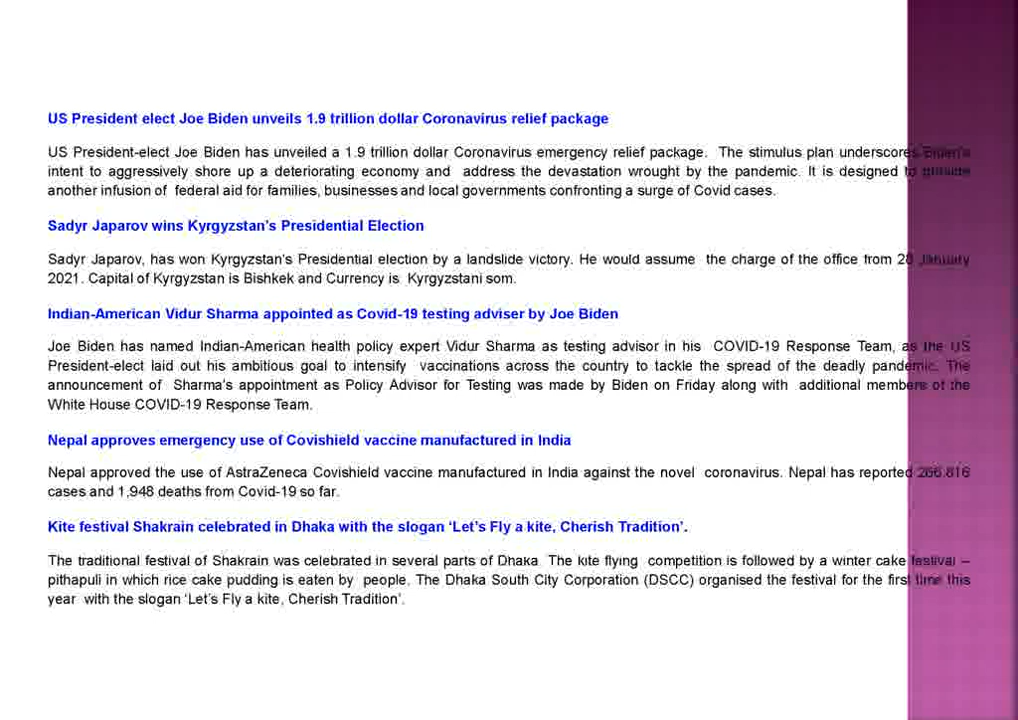 US President elect Joe Biden unveils 1.9 trillion dollar Coronavirus relief package
US President-elect Joe Biden has unveiled a 1.9 trillion dollar Coronavirus emergency relief package. The stimulus plan underscores Biden's
intent to aggressively shore up a deteriorating economy and address the devastation wrought by the pandemic. It is designed to provide
another infusion of federal aid for families, businesses and local governments confronting a surge of Covid cases.
Sadyr Japarov wins Kyrgyzstan's Presidential Election
Sadyr Japarov, has won Kyrgyzstan's Presidential election by a landslide victory. He would assume the charge of the office from 28 January
2021. Capital of Kyrgyzstan is Bishkek and Currency is Kyrgyzstani som.
Indian-American Vidur Sharma appointed as Covid-19 testing adviser by Joe Biden
Joe Biden has named Indian-American health policy expert Vidur Sharma as testing advisor in his COVID-19 Response Team, as the US
President-elect laid out his ambitious goal to intensify vaccinations across the country to tackle the spread of the deadly pandemic. The
announcement of Sharma's appointment as Policy Advisor for Testing was made by Biden on Friday along with additional members of the
White House COVID-19 Response Team.
Nepal approves emergency use of Covishield vaccine manufactured in India
Nepal approved the use of AstraZeneca Covishield vaccine manufactured in India against the novel coronavirus. Nepal has reported 266,816
cases and 1,948 deaths from Covid-19 so far.
Kite festival Shakrain celebrated in Dhaka with the slogan ‘Let's Fly a kite, Cherish Tradition’.
The traditional festival of Shakrain was celebrated in several parts of Dhaka. The kite flying competition is followed by a winter cake festival –
pithapuli in which rice cake pudding is eaten by people. The Dhaka South City Corporation (DSCC) organised the festival for the first time this
year with the slogan ‘Let's Fly a kite, Cherish Tradition’.